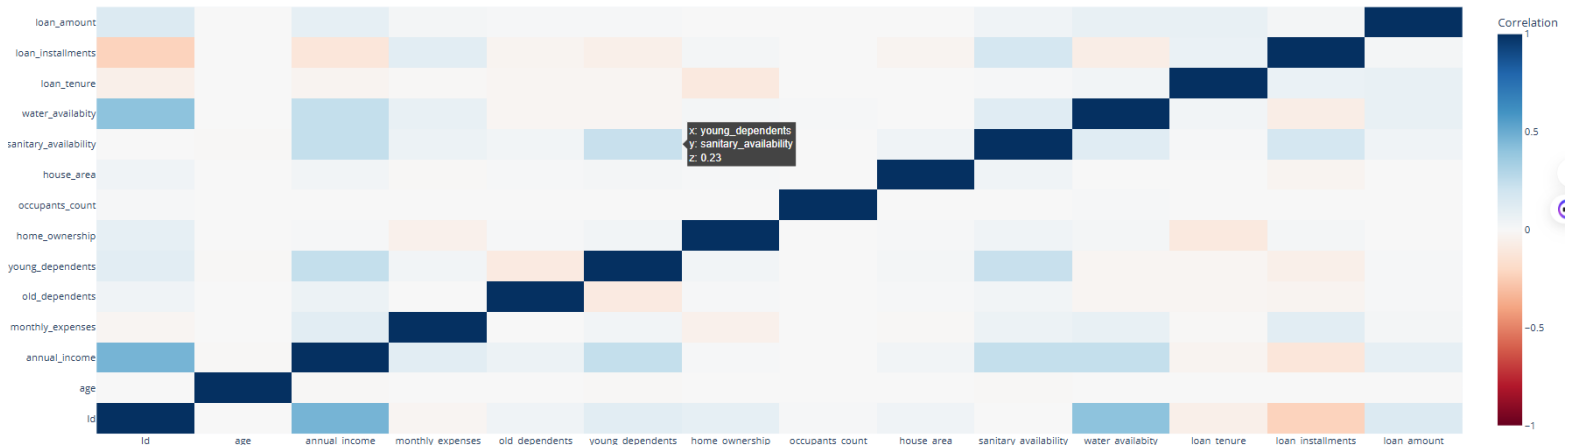 loan_amount
loan_installments
loan_tenure
water_availabity
sanitary_availability
house_area
occupants_count
home_ownership
young_dependents
old_dependents
monthly_expenses
annual_income
age
Id
x: young_dependents
y: sanitary_availability
z: 0.23
Id age annual_income monthly_expenses old_dependents young_dependents home_ownership occupants_count house_area sanitary_availability water_availabity loan_tenure loan_installments loan_amount
Correlation
1
0.5
0
−0.5
−1